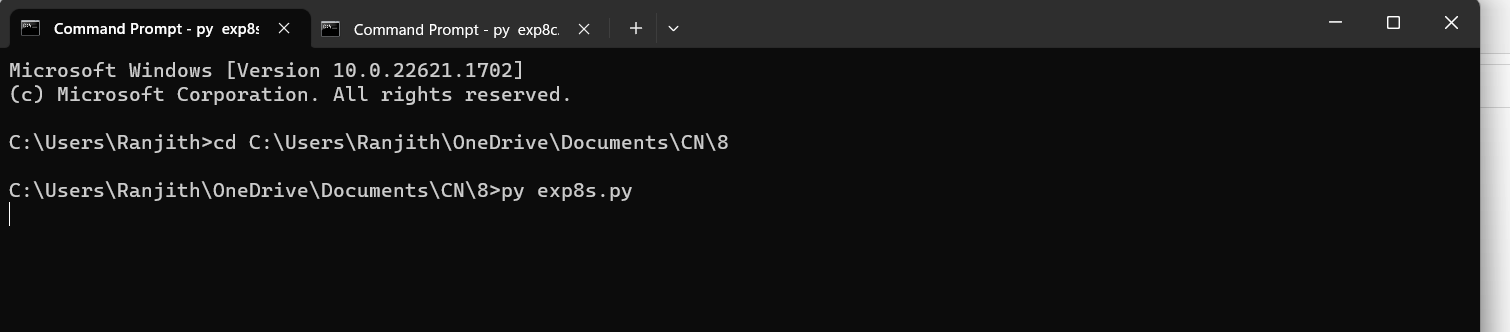 Command Prompt - py exp8s
Command Prompt - py exp8c.
Microsoft Windows [Version 10.0.22621.1702]
(c) Microsoft Corporation. All rights reserved.
C:\Users\Ranjith>cd C:\Users\Ranjith\OneDrive\Documents\CN\8
C:\Users\Ranjith\OneDrive\Documents\CN\8>py exp8s.py